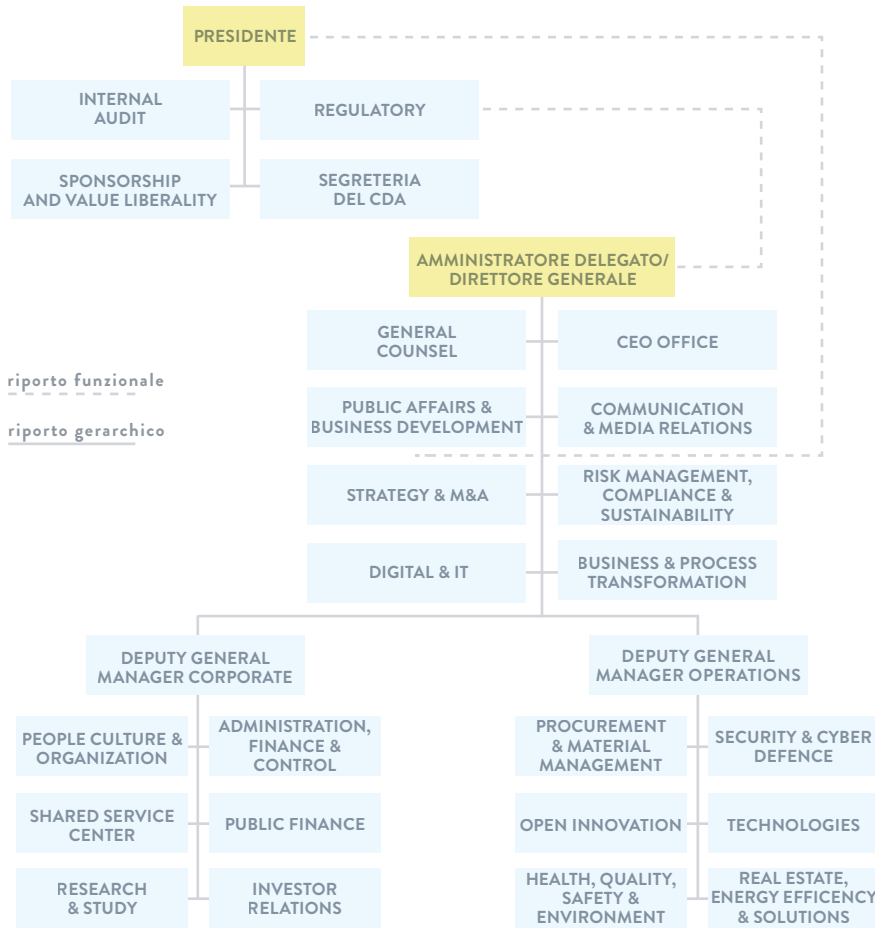 PRESIDENTE
INTERNAL
AUDIT
REGULATORY
SPONSORSHIP
AND VALUE LIBERALITY
SEGRETERIA
DEL CDA
AMMINISTRATORE DELEGATO/
DIRETTORE GENERALE
GENERAL
COUNSEL
CEO OFFICE
riporto funzionale
riporto gerarchico
PUBLIC AFFAIRS &
BUSINESS DEVELOPMENT
COMMUNICATION
& MEDIA RELATIONS
STRATEGY & M&A
RISK MANAGEMENT,
COMPLIANCE &
SUSTAINABILITY
DIGITAL & IT
BUSINESS & PROCESS
TRANSFORMATION
DEPUTY GENERAL
MANAGER CORPORATE
DEPUTY GENERAL
MANAGER OPERATIONS
PEOPLE CULTURE &
ORGANIZATION
ADMINISTRATION,
FINANCE &
CONTROL
PROCUREMENT
& MATERIAL
MANAGEMENT
SECURITY & CYBER
DEFENCE
SHARED SERVICE
CENTER
PUBLIC FINANCE
OPEN INNOVATION
TECHNOLOGIES
RESEARCH
& STUDY
INVESTOR
RELATIONS
HEALTH, QUALITY,
SAFETY &
ENVIRONMENT
REAL ESTATE,
ENERGY EFFICENCY
& SOLUTIONS